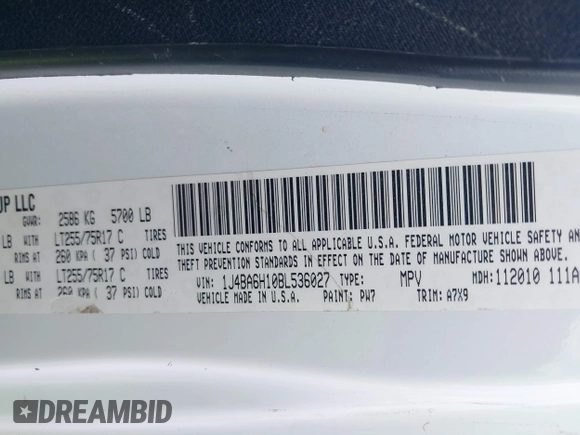 UP LLC
GVWR: 2586 KG 5700 LB
LB WITH LT255/75R17 C TIRES
RIMS AT 260 KPA ( 37 PSI) COLD
LB WITH LT255/75R17 C TIRES
RIMS AT 260 KPA ( 37 PSI) COLD
THIS VEHICLE CONFORMS TO ALL APPLICABLE U.S.A. FEDERAL MOTOR VEHICLE SAFETY AN
THEFT PREVENTION STANDARDS IN EFFECT ON THE DATE OF MANUFACTURE SHOWN ABOVE.
VIN: 1J4BA6H10BL536027 TYPE: MPV MDH: 112010 111A
VEHICLE MADE IN U.S.A. PAINT: PW7 TRIM: A7X9
DREAMBID